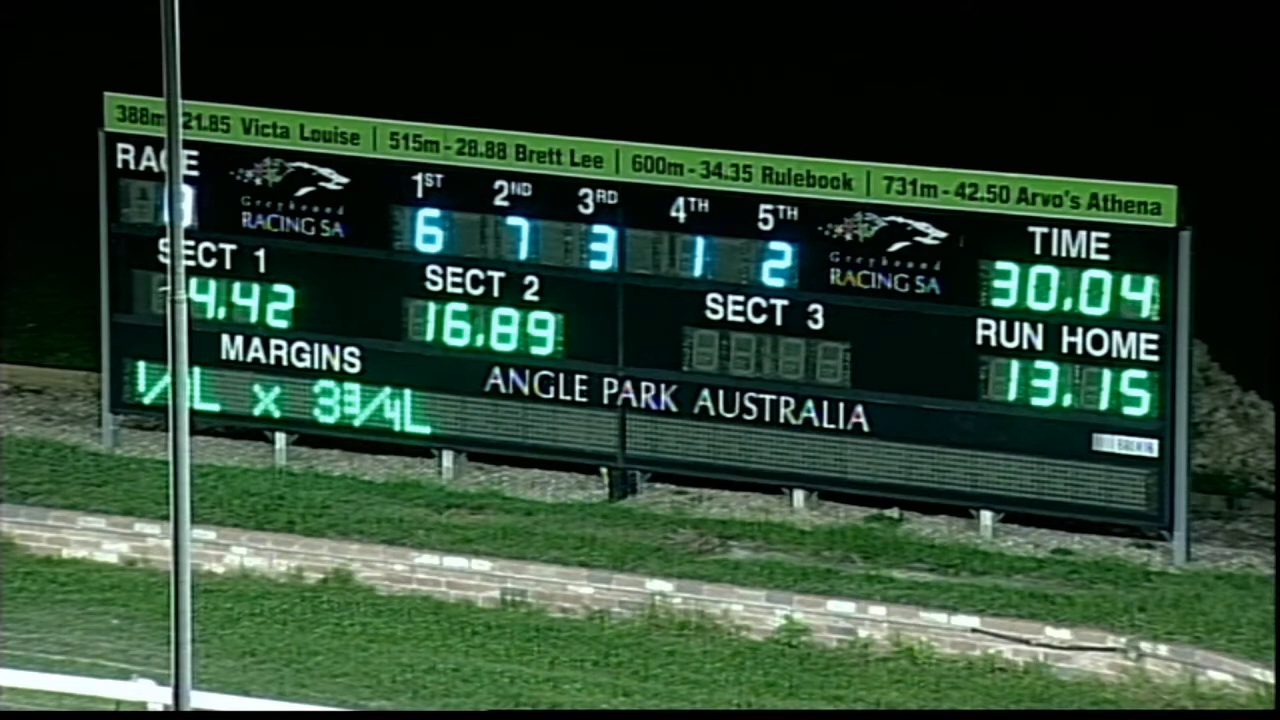 388m 21.85 Victa Louise | 515m - 28.88 Brett Lee | 600m - 34.35 Rulebook | 731m - 42.50 Arvo's Athena
RACE
Greyhound RACING SA
1ST 2ND 3RD 4TH 5TH
6 7 3 1 2
Greyhound RACING SA
TIME
30.04
SECT 1
4.42
SECT 2
16.89
SECT 3
RUN HOME
13.15
MARGINS
L x 3 3/4L
ANGLE PARK AUSTRALIA